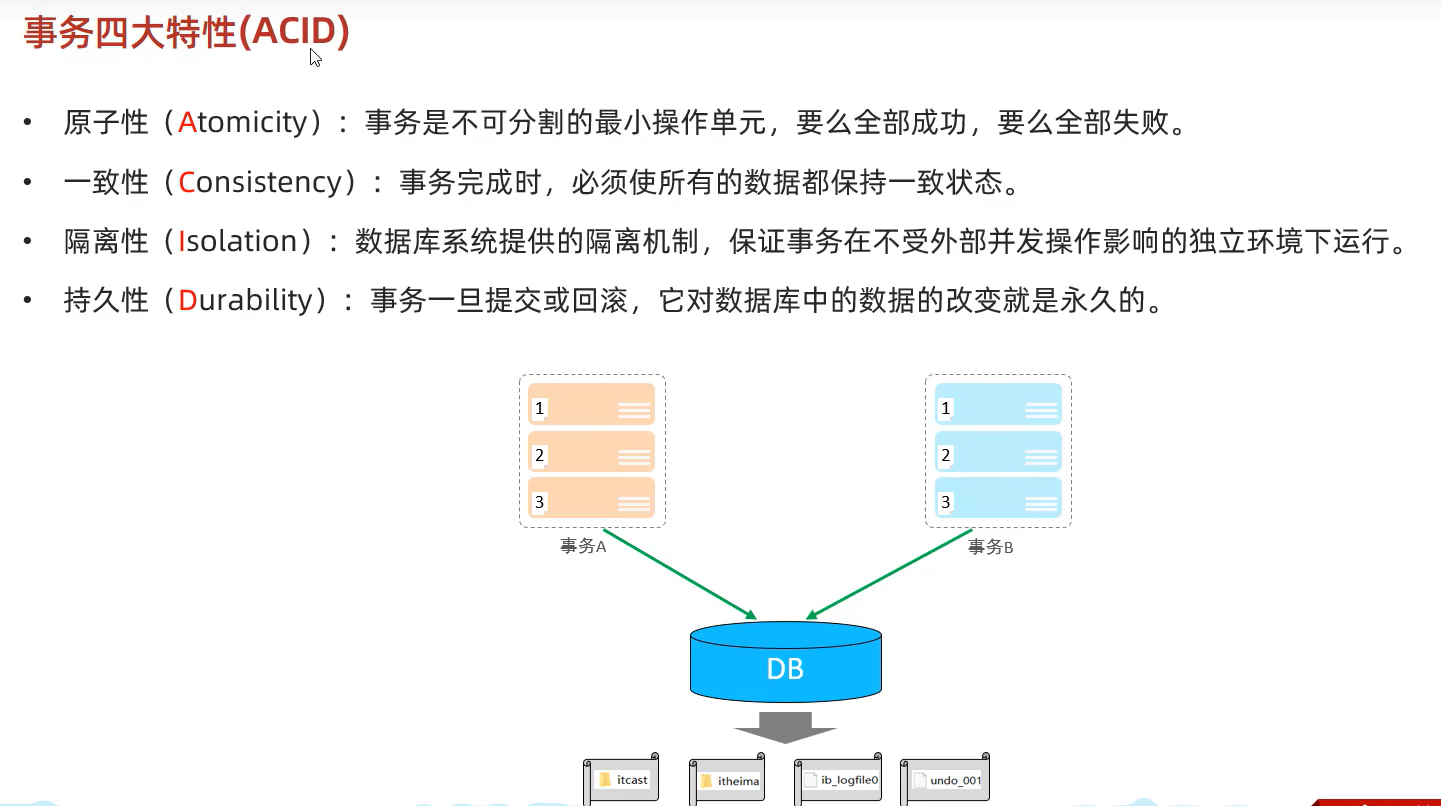 事务四大特性(ACID)
• 原子性（Atomicity）：事务是不可分割的最小操作单元，要么全部成功，要么全部失败。
• 一致性（Consistency）：事务完成时，必须使所有的数据都保持一致状态。
• 隔离性（Isolation）：数据库系统提供的隔离机制，保证事务在不受外部并发操作影响的独立环境下运行。
• 持久性（Durability）：事务一旦提交或回滚，它对数据库中的数据的改变就是永久的。
1 1
2 2
3 3
事务A 事务B
DB
itcast itheima ib_logfile0 undo_001